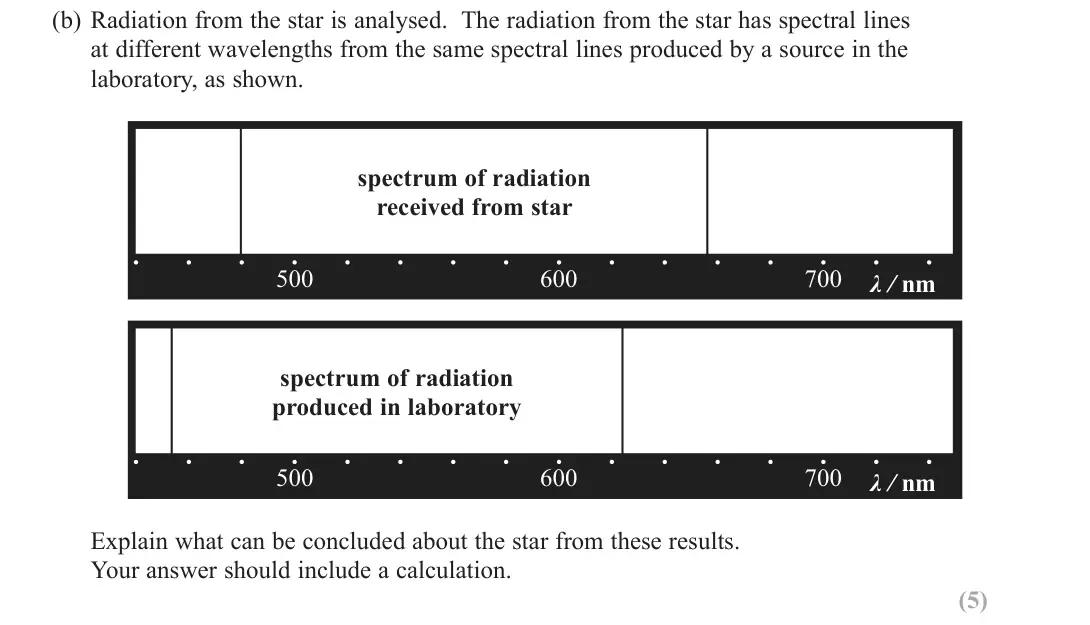 (b) Radiation from the star is analysed. The radiation from the star has spectral lines
at different wavelengths from the same spectral lines produced by a source in the
laboratory, as shown.
spectrum of radiation
received from star
500 600 700 λ / nm
spectrum of radiation
produced in laboratory
500 600 700 λ / nm
Explain what can be concluded about the star from these results.
Your answer should include a calculation.
(5)